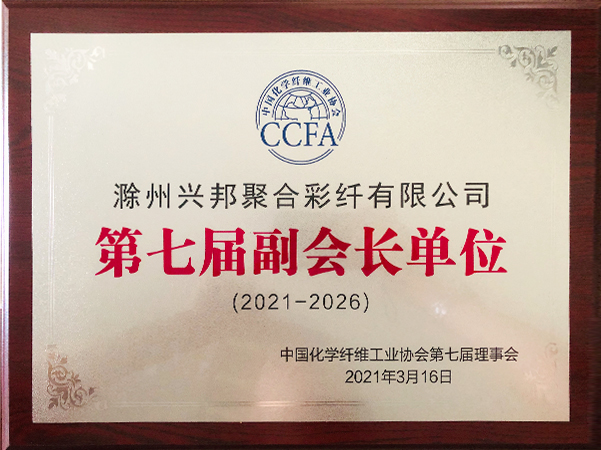 中国化学纤维工业协会
CCFA
滁州兴邦聚合彩纤有限公司
第七届副会长单位
(2021-2026)
中国化学纤维工业协会第七届理事会
2021年3月16日